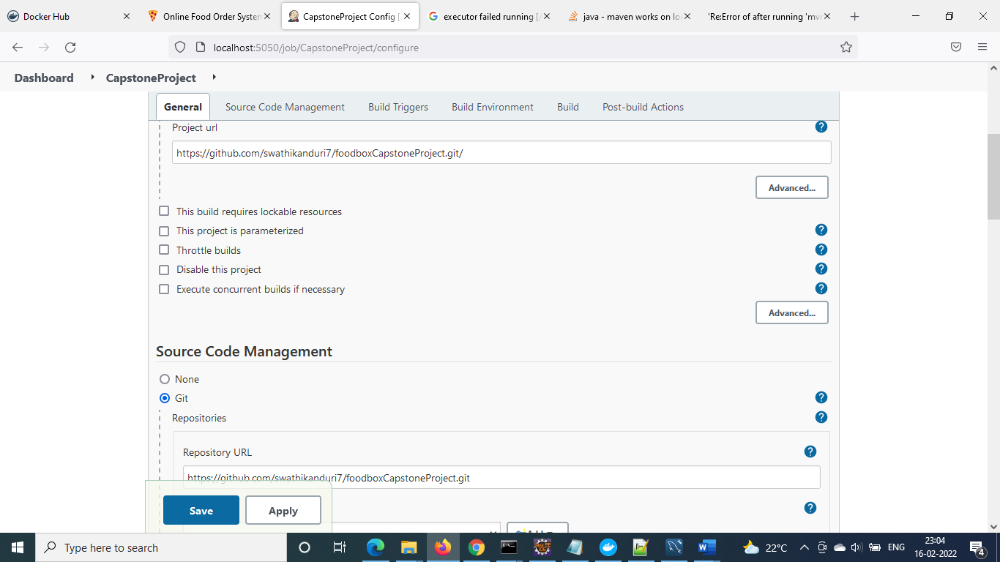 Docker Hub
Online Food Order System
CapstoneProject Config [
executor failed running [/
java - maven works on loc
'Re:Error of after running 'mvn
localhost:5050/job/CapstoneProject/configure
Dashboard
CapstoneProject
General
Source Code Management
Build Triggers
Build Environment
Build
Post-build Actions
Project url
?
https://github.com/swathikanduri7/foodboxCapstoneProject.git/
Advanced...
This build requires lockable resources
This project is parameterized
?
Throttle builds
?
Disable this project
?
Execute concurrent builds if necessary
?
Advanced...
Source Code Management
None
Git
?
Repositories
?
Repository URL
?
https://github.com/swathikanduri7/foodboxCapstoneProject.git
?
Save
Apply
Type here to search
22°C
ENG
23:04
16-02-2022
4